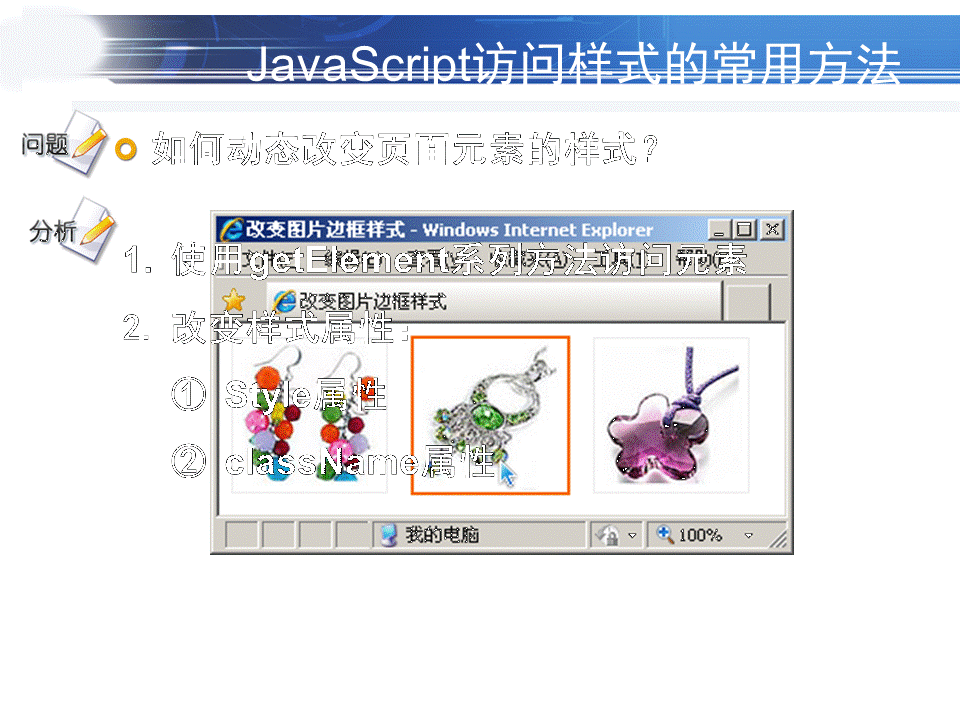 JavaScript访问样式的常用方法
问题
如何动态改变页面元素的样式？
分析
改变图片边框样式 - Windows Internet Explorer
1. 使用getElement系列方法访问元素
改变图片边框样式
2. 改变样式属性：
① Style属性
② className属性
我的电脑
100%